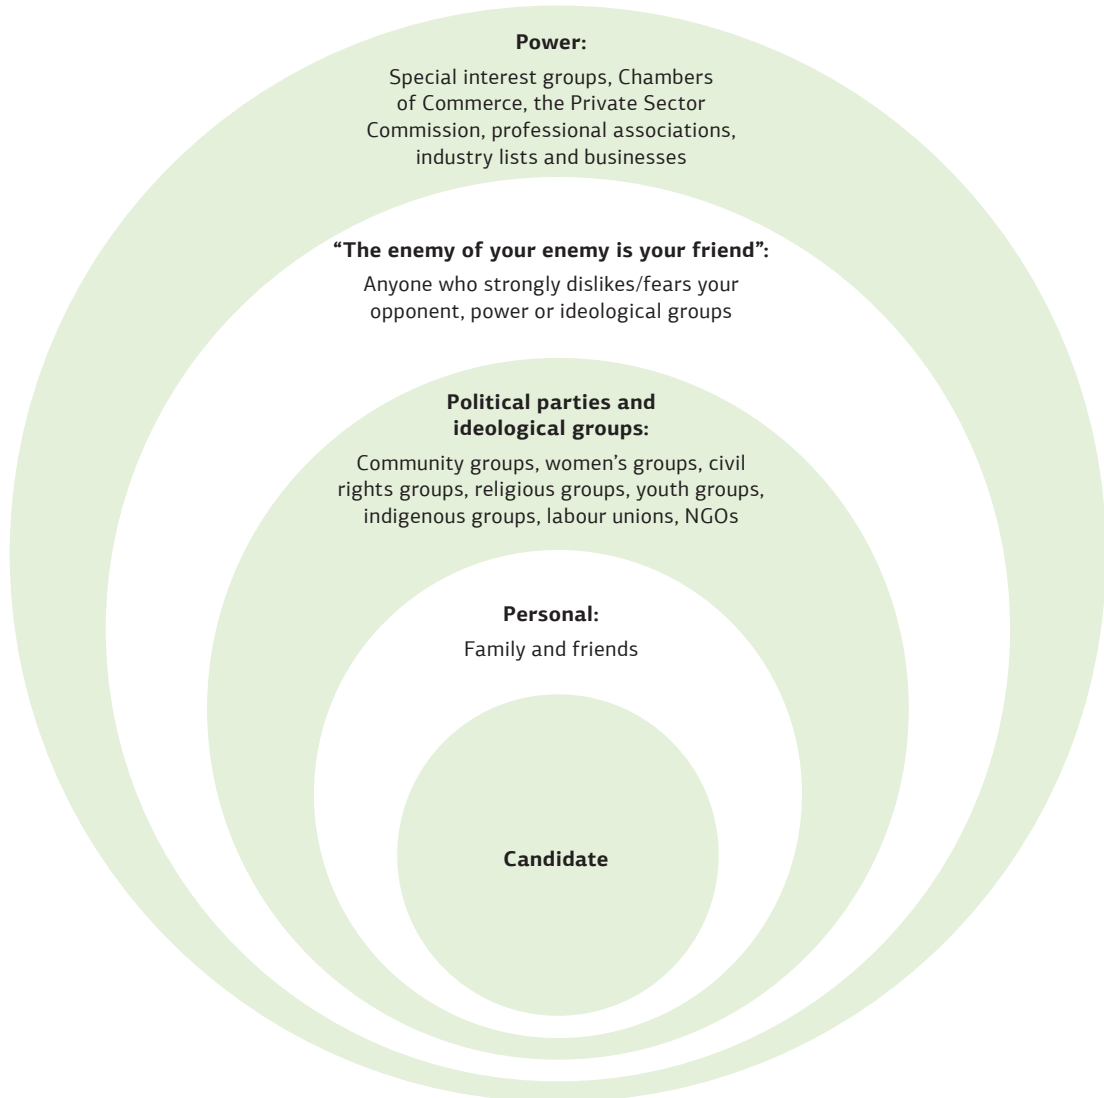 Power:
Special interest groups, Chambers
of Commerce, the Private Sector
Commission, professional associations,
industry lists and businesses
“The enemy of your enemy is your friend”:
Anyone who strongly dislikes/fears your
opponent, power or ideological groups
Political parties and
ideological groups:
Community groups, women’s groups, civil
rights groups, religious groups, youth groups,
indigenous groups, labour unions, NGOs
Personal:
Family and friends
Candidate